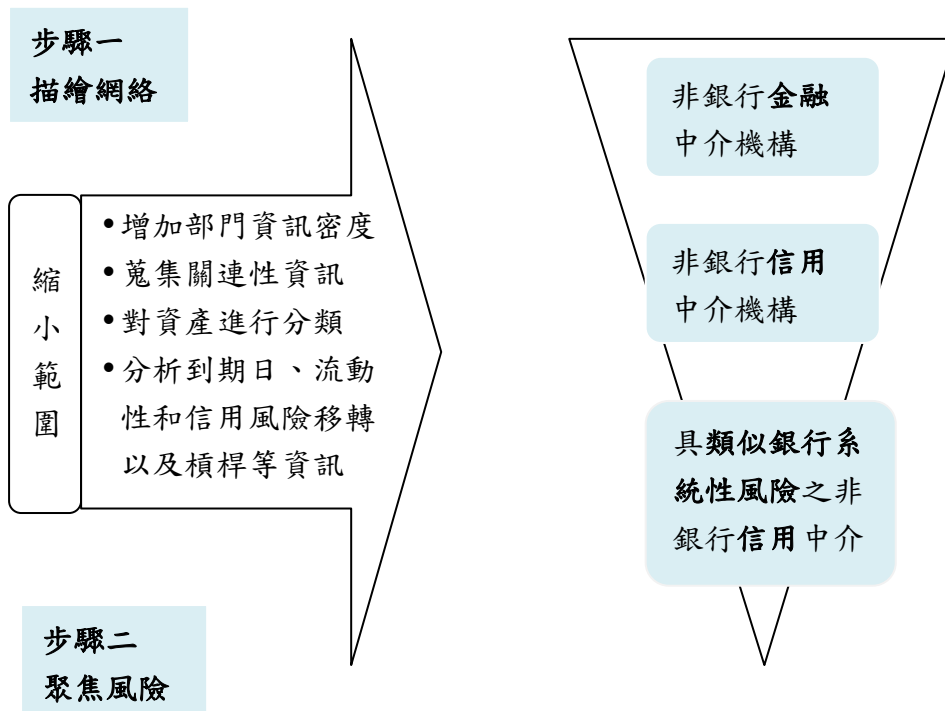 步驟一
描繪網絡
縮
小
範
圍
•增加部門資訊密度
•蒐集關連性資訊
•對資產進行分類
•分析到期日、流動
性和信用風險移轉
以及槓桿等資訊
步驟二
聚焦風險
非銀行金融
中介機構
非銀行信用
中介機構
具類似銀行系
統性風險之非
銀行信用中介